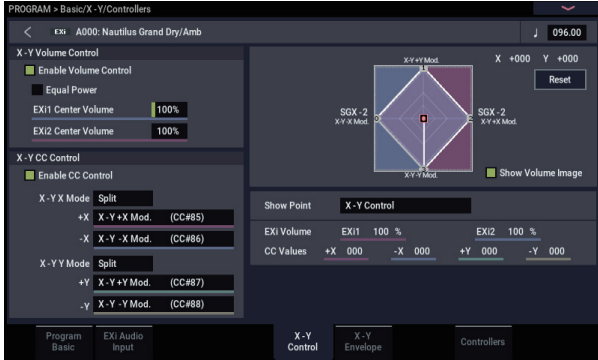 PROGRAM > Basic/X-Y/Controllers
EXi A000: Nautilus Grand Dry/Amb
♩ 096.00
X-Y Volume Control
Enable Volume Control
Equal Power
EXi1 Center Volume 100%
EXi2 Center Volume 100%
X-Y CC Control
Enable CC Control
X-Y X Mode Split
+X X-Y +X Mod. (CC#85)
-X X-Y -X Mod. (CC#86)
X-Y Y Mode Split
+Y X-Y +Y Mod. (CC#87)
-Y X-Y -Y Mod. (CC#88)
X +000 Y +000
Reset
X-Y +Y Mod.
SGX-2
X-Y -X Mod.
SGX-2
X-Y +X Mod.
X-Y -Y Mod.
Show Volume Image
Show Point X-Y Control
EXi Volume EXi1 100 % EXi2 100 %
CC Values +X 000 -X 000 +Y 000 -Y 000
Program Basic
EXi Audio Input
X-Y Control
X-Y Envelope
Controllers